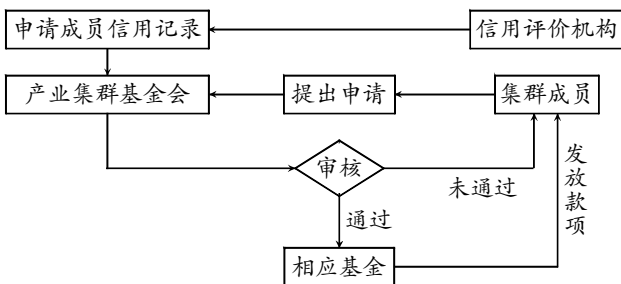 申请成员信用记录
信用评价机构
产业集群基金会
提出申请
集群成员
审核
未通过
发放款项
通过
相应基金